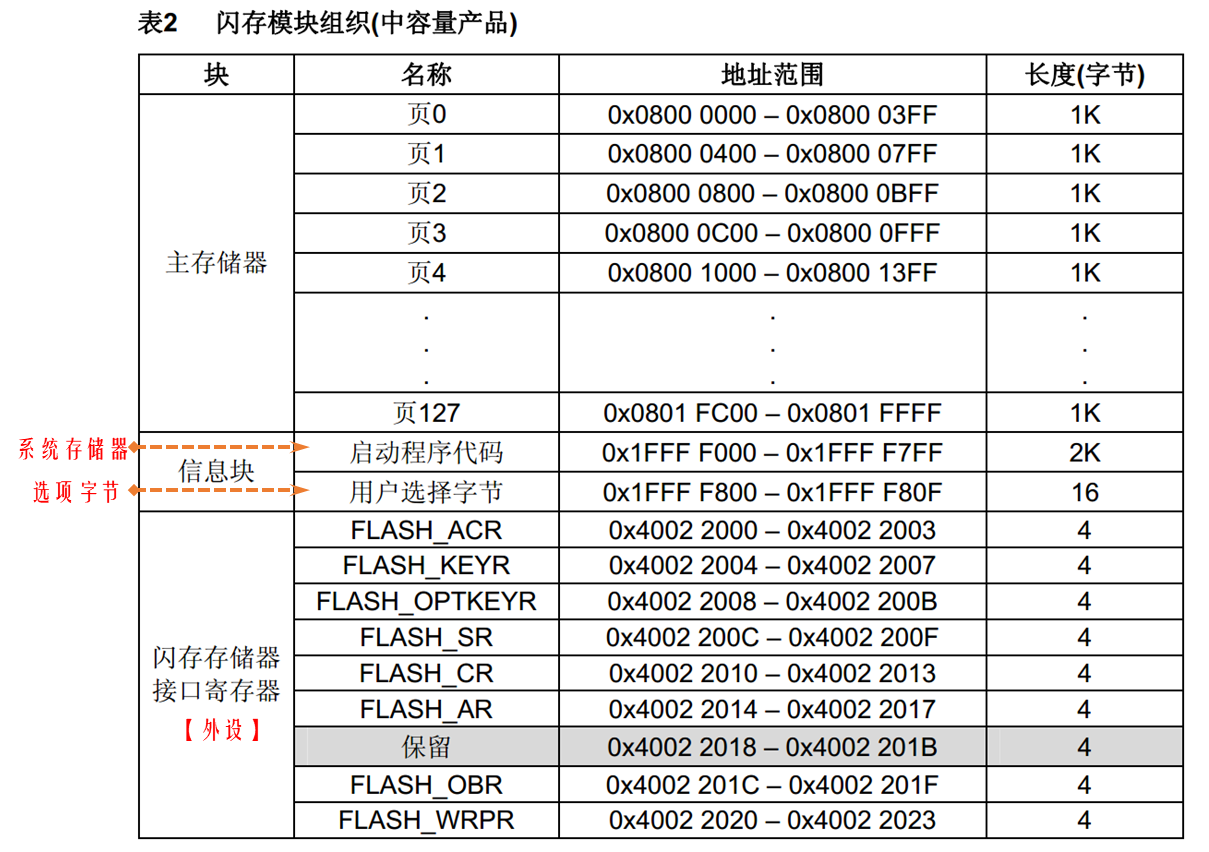 表2 闪存模块组织(中容量产品)
块 名称 地址范围 长度(字节)
主存储器
页0 0x0800 0000 – 0x0800 03FF 1K
页1 0x0800 0400 – 0x0800 07FF 1K
页2 0x0800 0800 – 0x0800 0BFF 1K
页3 0x0800 0C00 – 0x0800 0FFF 1K
页4 0x0800 1000 – 0x0800 13FF 1K
. . .
. . .
. . .
页127 0x0801 FC00 – 0x0801 FFFF 1K
系统存储器
选项字节
信息块
启动程序代码 0x1FFF F000 – 0x1FFF F7FF 2K
用户选择字节 0x1FFF F800 – 0x1FFF F80F 16
闪存存储器
接口寄存器
【外设】
FLASH_ACR 0x4002 2000 – 0x4002 2003 4
FLASH_KEYR 0x4002 2004 – 0x4002 2007 4
FLASH_OPTKEYR 0x4002 2008 – 0x4002 200B 4
FLASH_SR 0x4002 200C – 0x4002 200F 4
FLASH_CR 0x4002 2010 – 0x4002 2013 4
FLASH_AR 0x4002 2014 – 0x4002 2017 4
保留 0x4002 2018 – 0x4002 201B 4
FLASH_OBR 0x4002 201C – 0x4002 201F 4
FLASH_WRPR 0x4002 2020 – 0x4002 2023 4